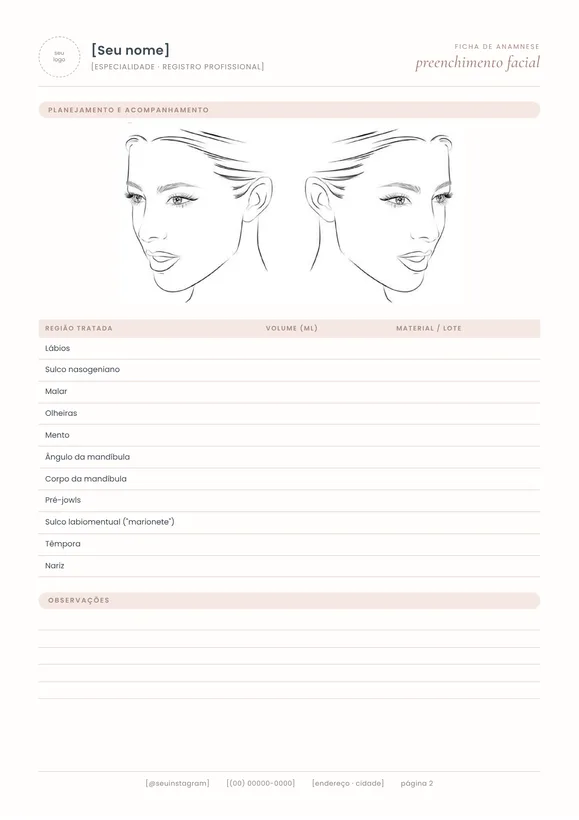 seu
logo
[Seu nome]
[ESPECIALIDADE · REGISTRO PROFISSIONAL]
FICHA DE ANAMNESE
preenchimento facial
PLANEJAMENTO E ACOMPANHAMENTO
REGIÃO TRATADA VOLUME (ML) MATERIAL / LOTE
Lábios
Sulco nasogeniano
Malar
Olheiras
Mento
Ângulo da mandíbula
Corpo da mandíbula
Pré-jowls
Sulco labiomentual ("marionete")
Têmpora
Nariz
OBSERVAÇÕES
[@seuinstagram] [(00) 00000-0000] [endereço · cidade] página 2